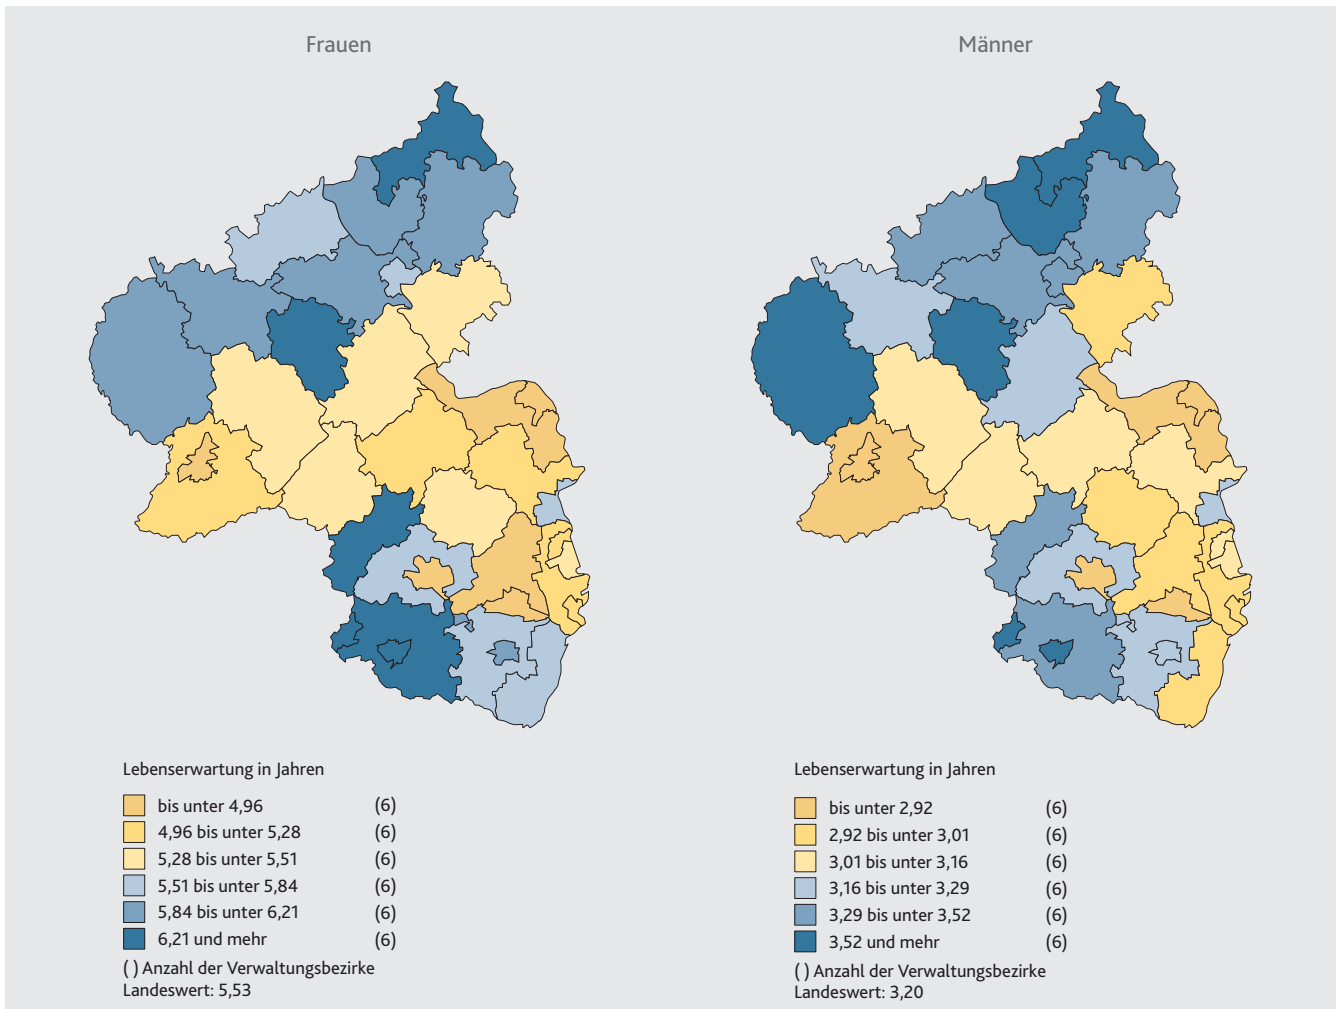 Frauen
Männer
Lebenserwartung in Jahren
bis unter 4,96 (6)
4,96 bis unter 5,28 (6)
5,28 bis unter 5,51 (6)
5,51 bis unter 5,84 (6)
5,84 bis unter 6,21 (6)
6,21 und mehr (6)
( ) Anzahl der Verwaltungsbezirke
Landeswert: 5,53
Lebenserwartung in Jahren
bis unter 2,92 (6)
2,92 bis unter 3,01 (6)
3,01 bis unter 3,16 (6)
3,16 bis unter 3,29 (6)
3,29 bis unter 3,52 (6)
3,52 und mehr (6)
( ) Anzahl der Verwaltungsbezirke
Landeswert: 3,20